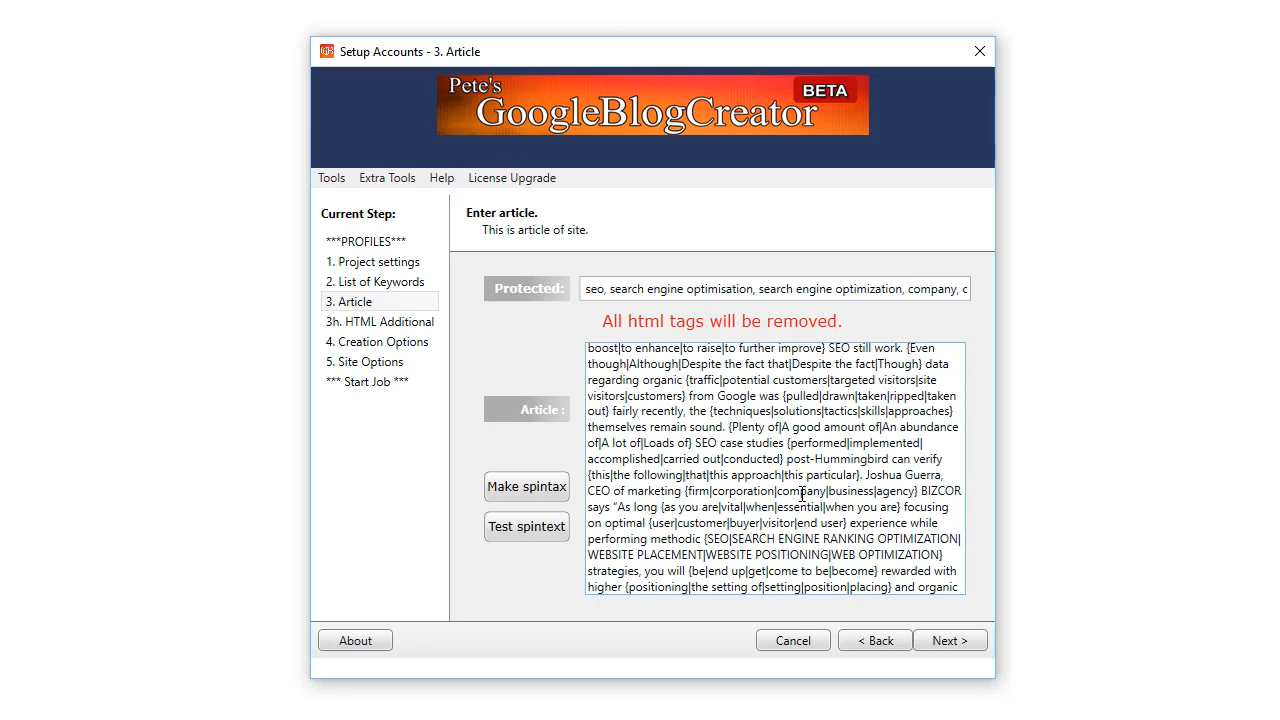 Setup Accounts - 3. Article
Pete's
BETA
GoogleBlogCreator
Tools Extra Tools Help License Upgrade
Current Step:
***PROFILES***
1. Project settings
2. List of Keywords
3. Article
3h. HTML Additional
4. Creation Options
5. Site Options
*** Start Job ***
Enter article.
This is article of site.
Protected:
seo, search engine optimisation, search engine optimization, company, c
All html tags will be removed.
Article :
boost|to enhance|to raise|to further improve} SEO still work. {Even
though|Although|Despite the fact that|Despite the fact|Though} data
regarding organic {traffic|potential customers|targeted visitors|site
visitors|customers} from Google was {pulled|drawn|taken|ripped|taken
out} fairly recently, the {techniques|solutions|tactics|skills|approaches}
themselves remain sound. {Plenty of|A good amount of|An abundance
of|A lot of|Loads of} SEO case studies {performed|implemented|
accomplished|carried out|conducted} post-Hummingbird can verify
{this|the following|that|this approach|this particular}. Joshua Guerra,
CEO of marketing {firm|corporation|company|business|agency} BIZCOR
says “As long {as you are|vital|when|essential|when you are} focusing
on optimal {user|customer|buyer|visitor|end user} experience while
performing methodic {SEO|SEARCH ENGINE RANKING OPTIMIZATION|
WEBSITE PLACEMENT|WEBSITE POSITIONING|WEB OPTIMIZATION}
strategies, you will {be|end up|get|come to be|become} rewarded with
higher {positioning|the setting of|setting|position|placing} and organic
Make spintax
Test spintext
About
Cancel
< Back
Next >